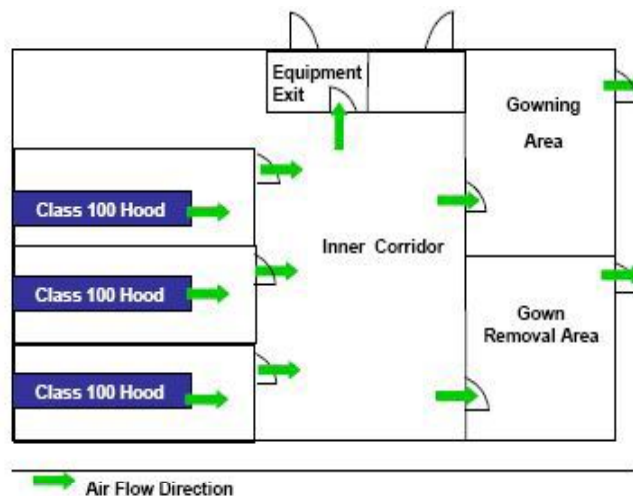 Equipment
Exit
Gowning
Area
Class 100 Hood
Inner Corridor
Class 100 Hood
Gown
Removal Area
Class 100 Hood
Air Flow Direction